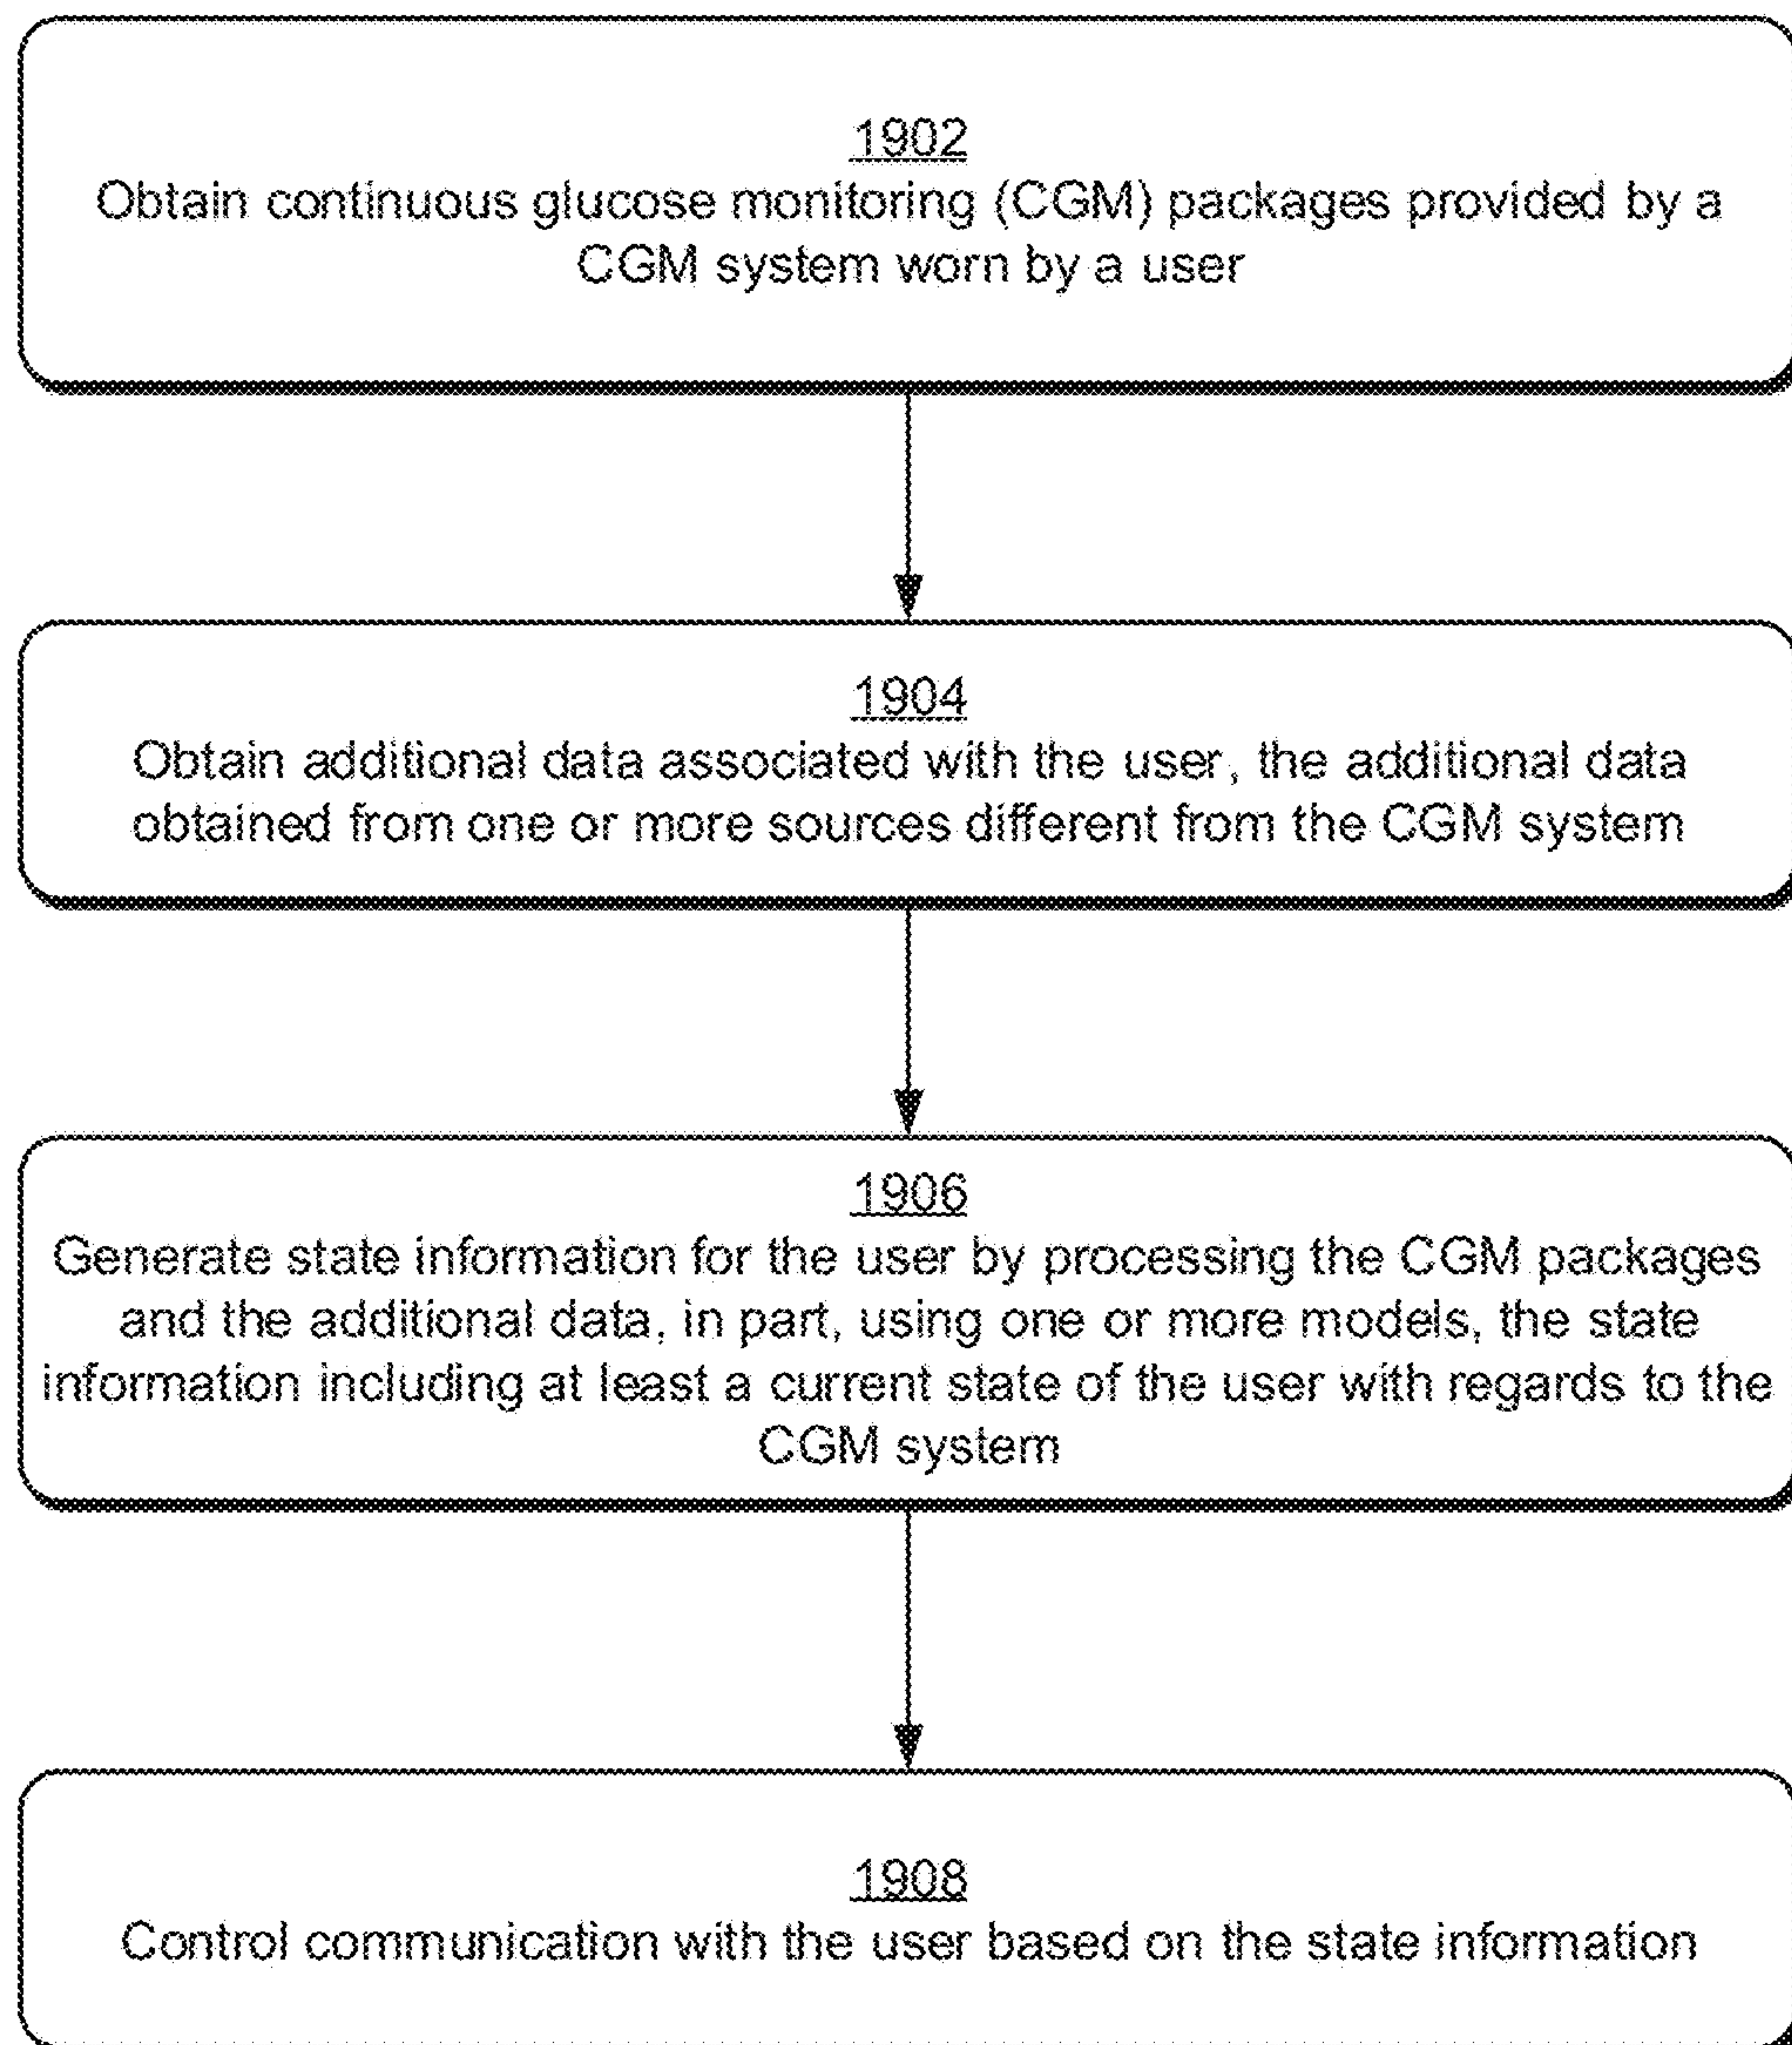 1902
Obtain continuous glucose monitoring (CGM) packages provided by a
CGM system worn by a user
1904
Obtain additional data associated with the user, the additional data
obtained from one or more sources different from the CGM system
1906
Generate state information for the user by processing the CGM packages
and the additional data, in part, using one or more models, the state
information including at least a current state of the user with regards to the
CGM system
1908
Control communication with the user based on the state information